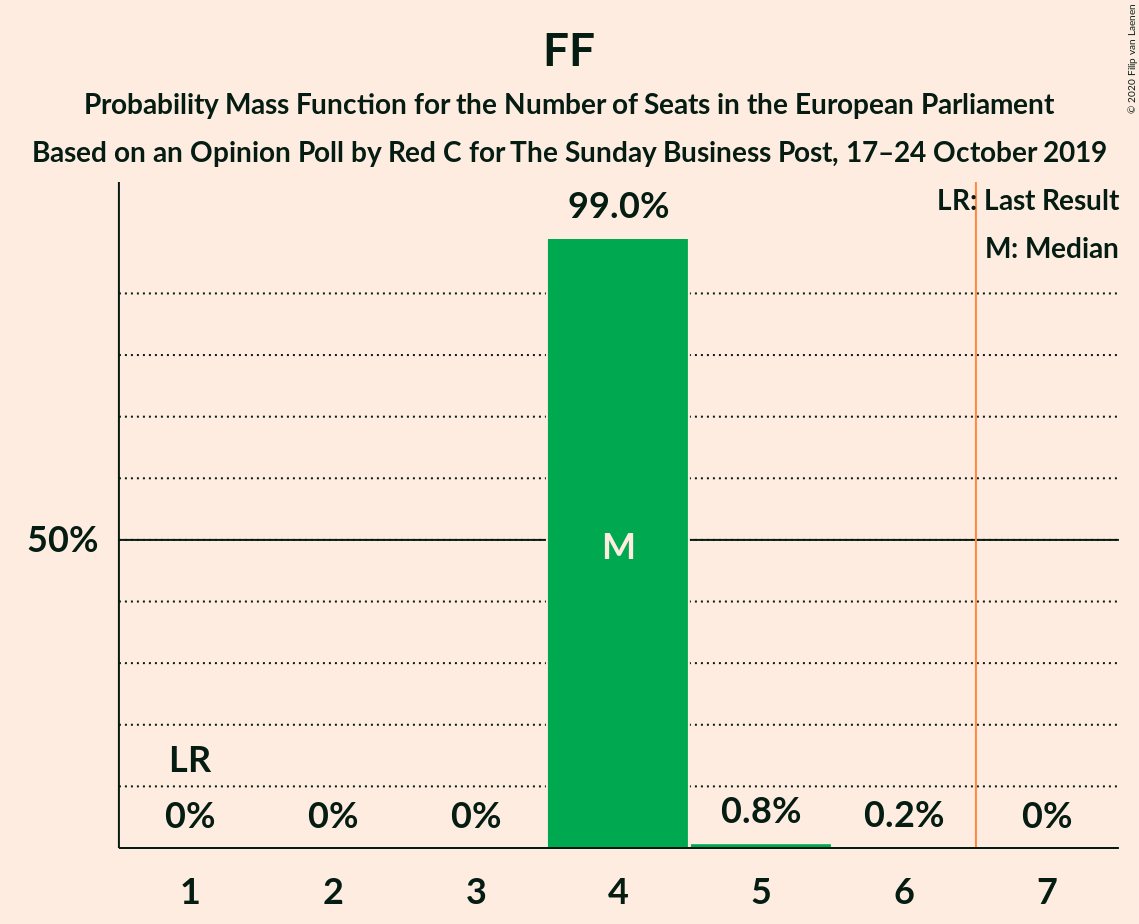 FF
Probability Mass Function for the Number of Seats in the European Parliament
Based on an Opinion Poll by Red C for The Sunday Business Post, 17–24 October 2019
© 2020 Filip van Laenen
99.0%
LR: Last Result
M: Median
50%
M
LR
0% 0% 0% 0.8% 0.2% 0%
1 2 3 4 5 6 7